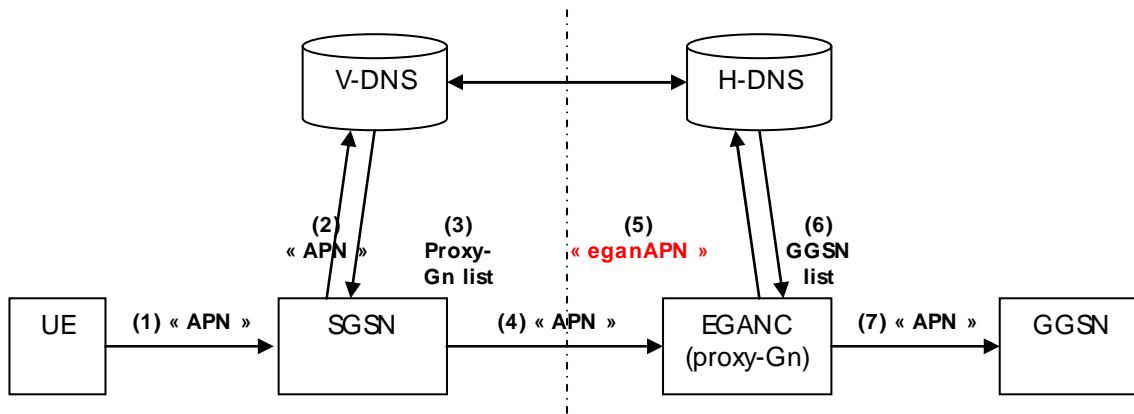 V-DNS
H-DNS
(2)
« APN »
(3)
Proxy-
Gn list
(5)
« eganAPN »
(6)
GGSN
list
UE
(1) « APN »
SGSN
(4) « APN »
EGANC
(proxy-Gn)
(7) « APN »
GGSN